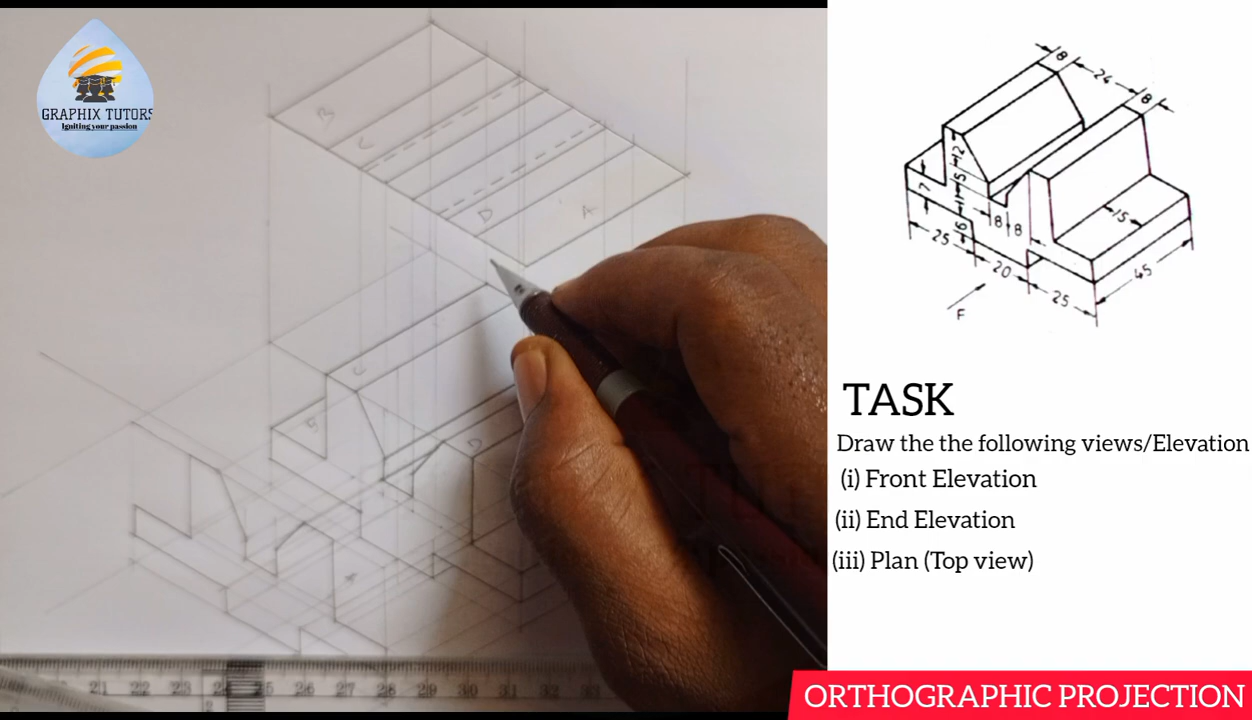 GRAPHIX TUTORS
Igniting your passion
B
C
D
A
C
B
D
A
21 22 23 24 25 26 27 28 29 30 31 32 33
8
24
8
12
5
7
11
8 8
15
6
25
20
25
45
F
TASK
Draw the the following views/Elevation
(i) Front Elevation
(ii) End Elevation
(iii) Plan (Top view)
ORTHOGRAPHIC PROJECTION